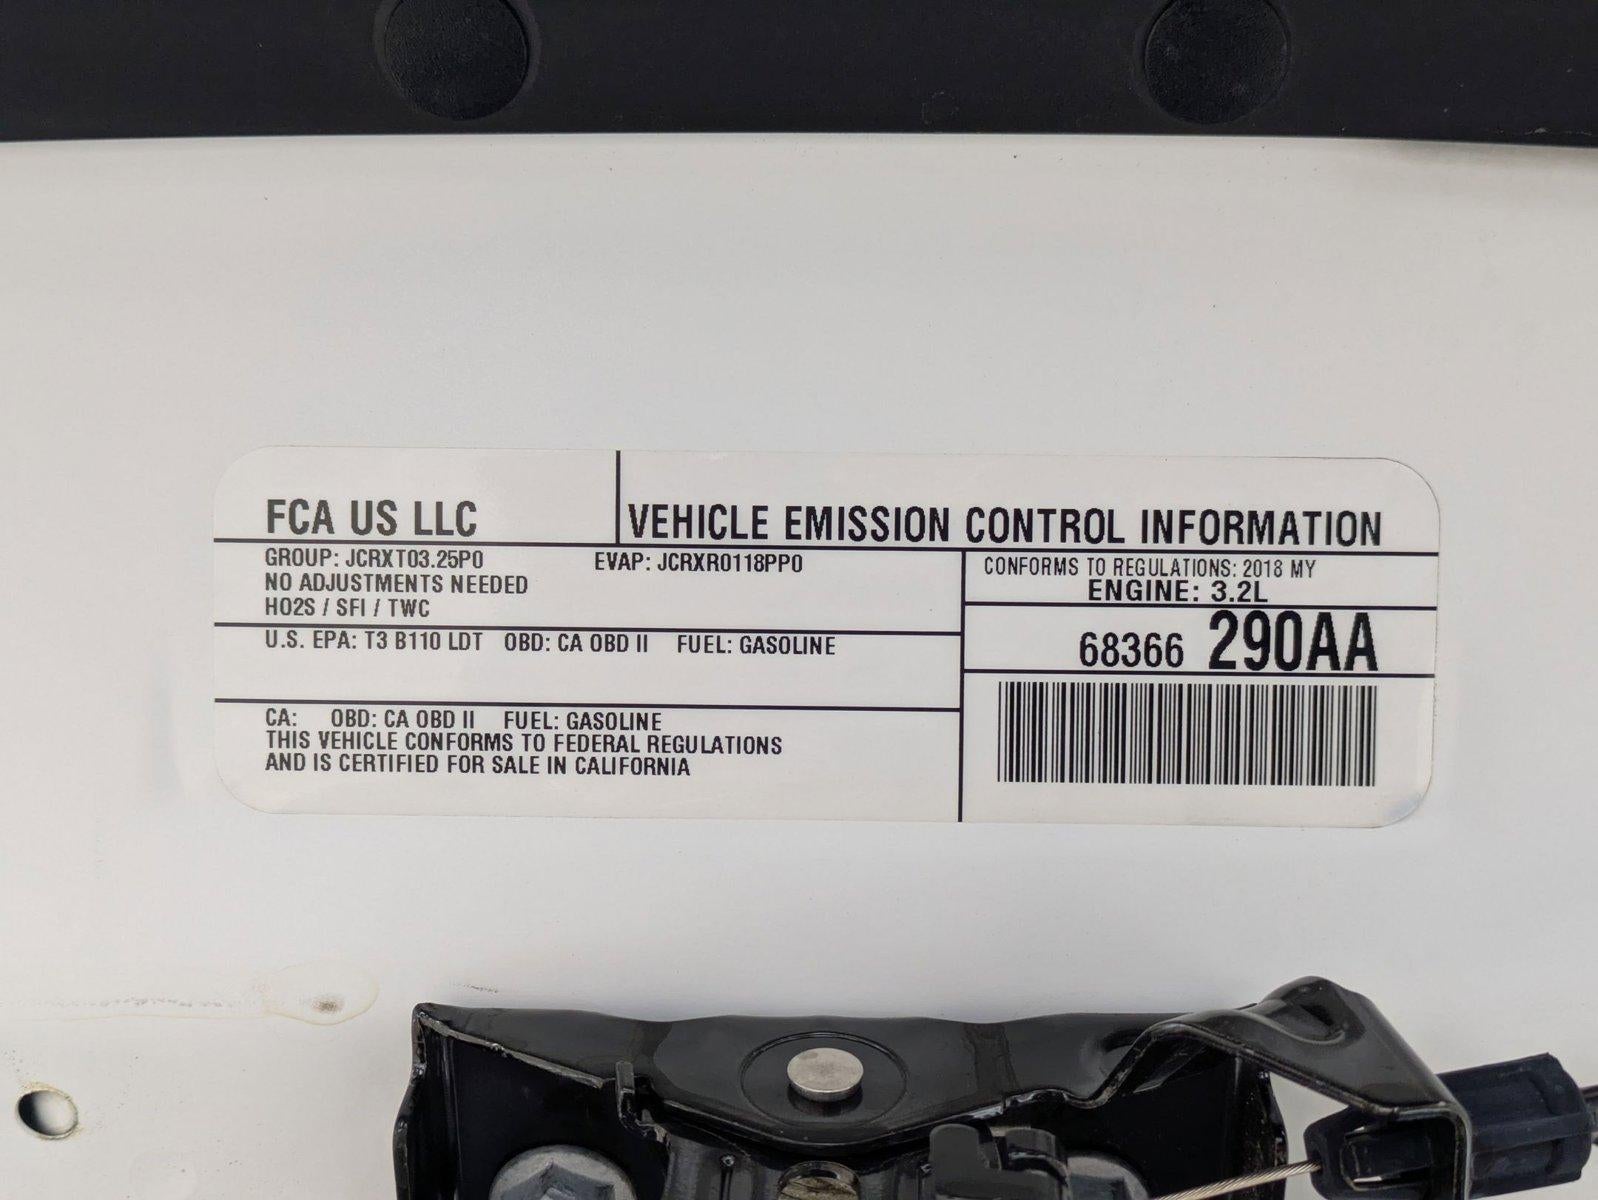 FCA US LLC
VEHICLE EMISSION CONTROL INFORMATION
GROUP: JCRXT03.25P0 EVAP: JCRXR0118PP0
NO ADJUSTMENTS NEEDED
HO2S / SFI / TWC
CONFORMS TO REGULATIONS: 2018 MY
ENGINE: 3.2L
U.S. EPA: T3 B110 LDT OBD: CA OBD II FUEL: GASOLINE
68366 290AA
CA: OBD: CA OBD II FUEL: GASOLINE
THIS VEHICLE CONFORMS TO FEDERAL REGULATIONS
AND IS CERTIFIED FOR SALE IN CALIFORNIA